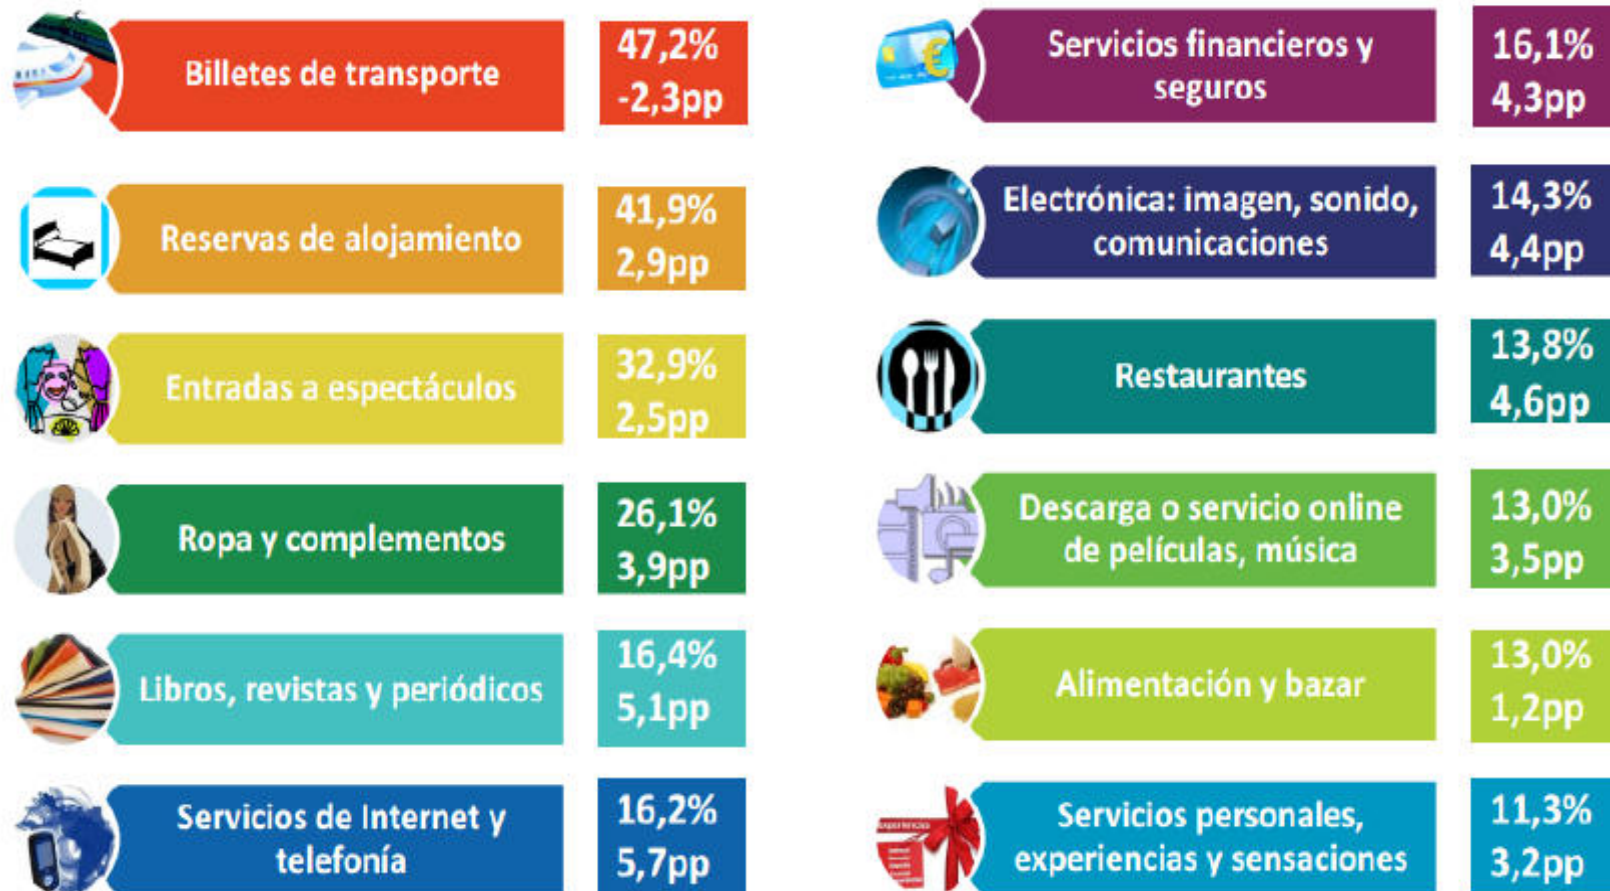 Billetes de transporte
47,2%
-2,3pp
Reservas de alojamiento
41,9%
2,9pp
Entradas a espectáculos
32,9%
2,5pp
Ropa y complementos
26,1%
3,9pp
Libros, revistas y periódicos
16,4%
5,1pp
Servicios de Internet y
telefonía
16,2%
5,7pp
Servicios financieros y
seguros
16,1%
4,3pp
Electrónica: imagen, sonido,
comunicaciones
14,3%
4,4pp
Restaurantes
13,8%
4,6pp
Descarga o servicio online
de películas, música
13,0%
3,5pp
Alimentación y bazar
13,0%
1,2pp
Servicios personales,
experiencias y sensaciones
11,3%
3,2pp